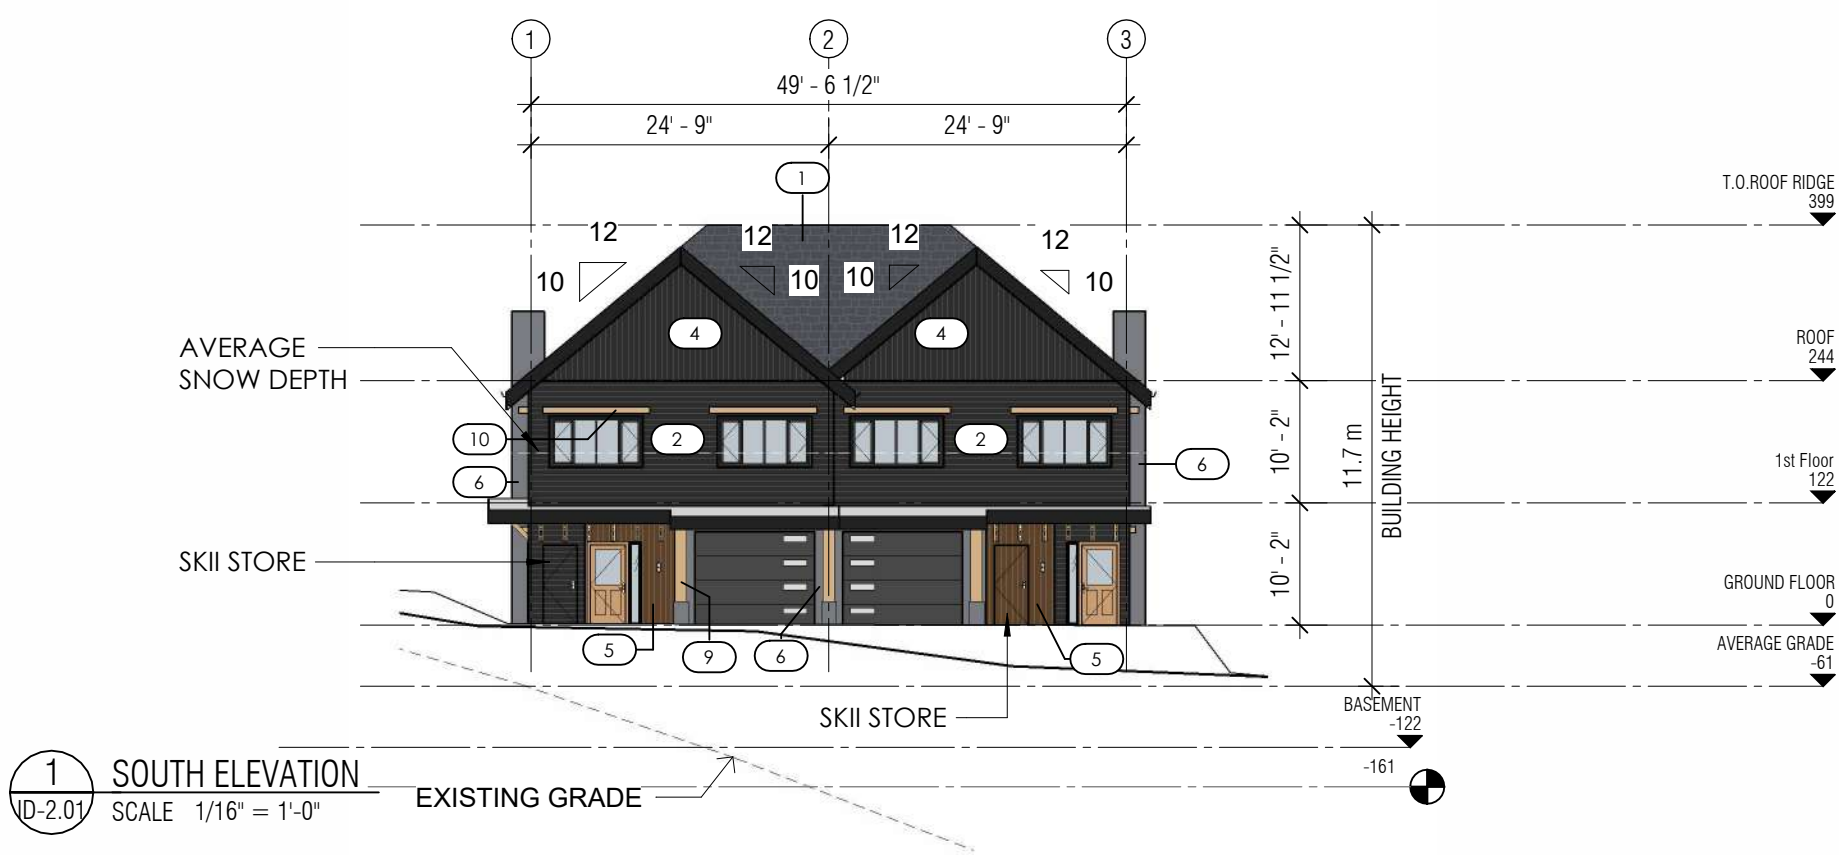 1
2
3
49' - 6 1/2"
24' - 9"
24' - 9"
1
T.O.ROOF RIDGE
399
12
12
12
12
10
10
10
10
12' - 11 1/2"
4
4
AVERAGE
SNOW DEPTH
ROOF
244
10
2
2
10' - 2"
11.7 m
BUILDING HEIGHT
6
6
1st Floor
122
SKII STORE
10' - 2"
GROUND FLOOR
0
5
9
6
5
AVERAGE GRADE
-61
SKII STORE
BASEMENT
-122
-161
1
ID-2.01
SOUTH ELEVATION
SCALE 1/16" = 1'-0"
EXISTING GRADE